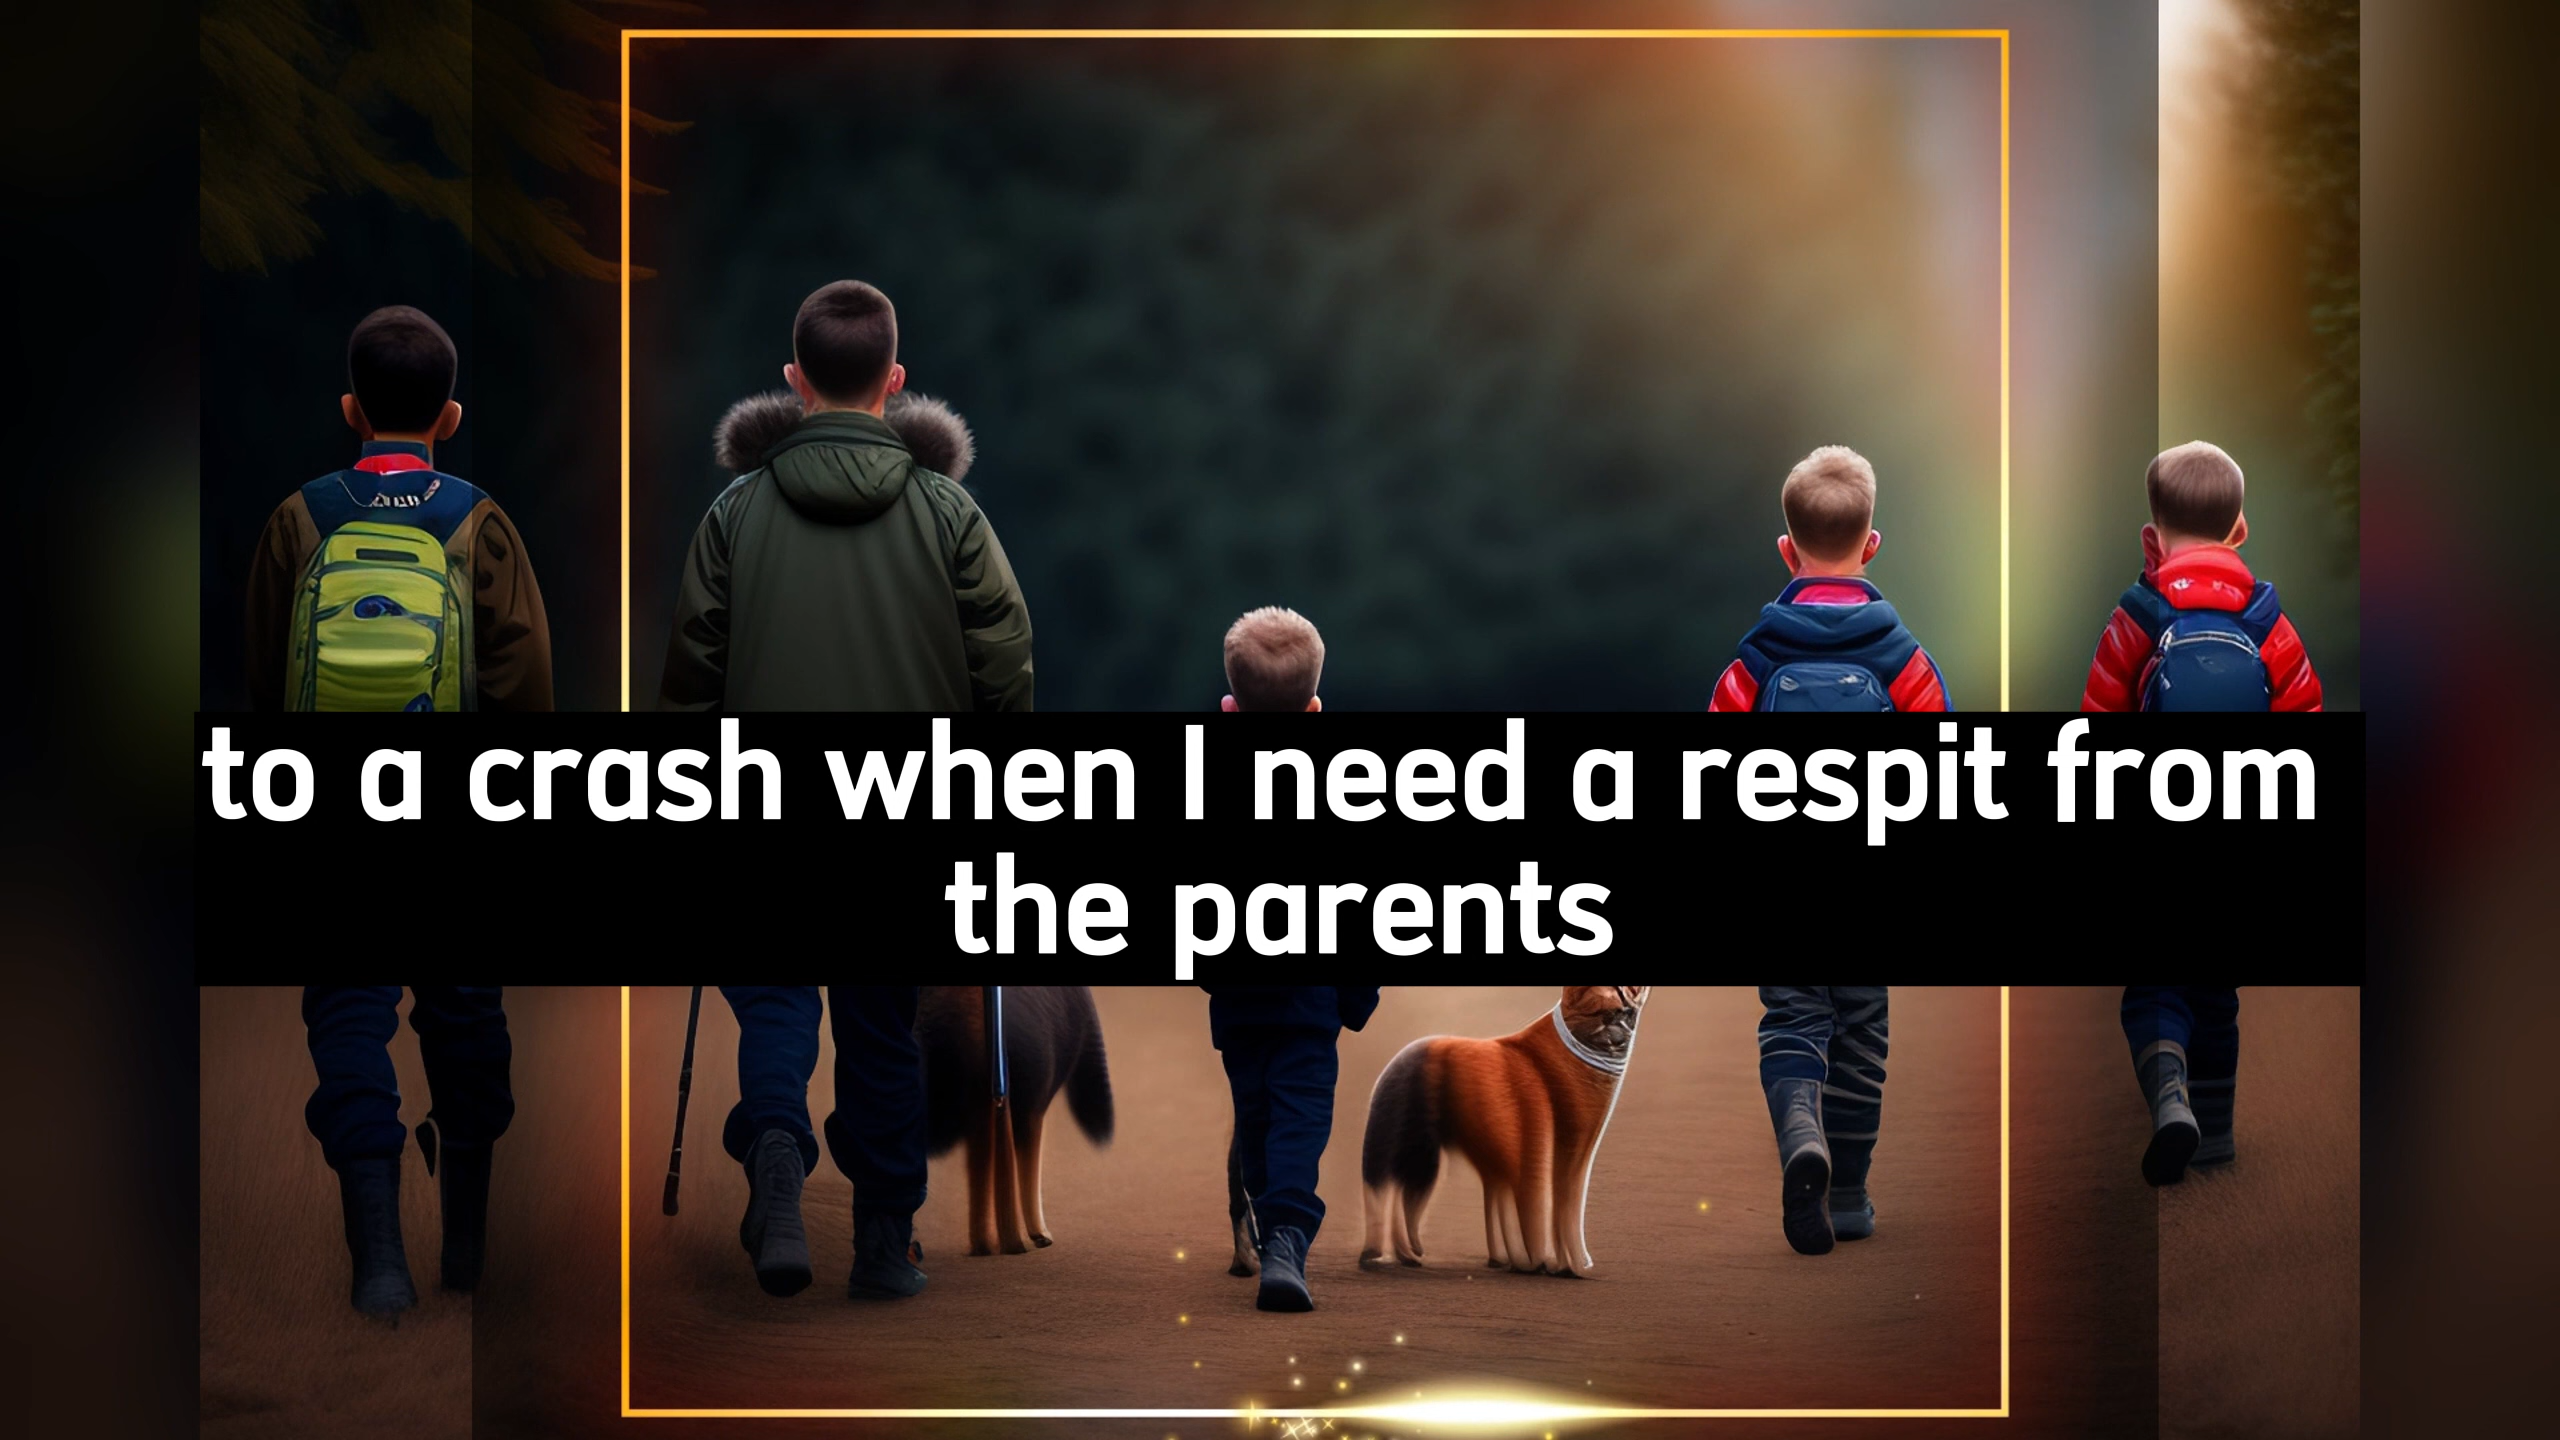 to a crash when I need a respit from
the parents